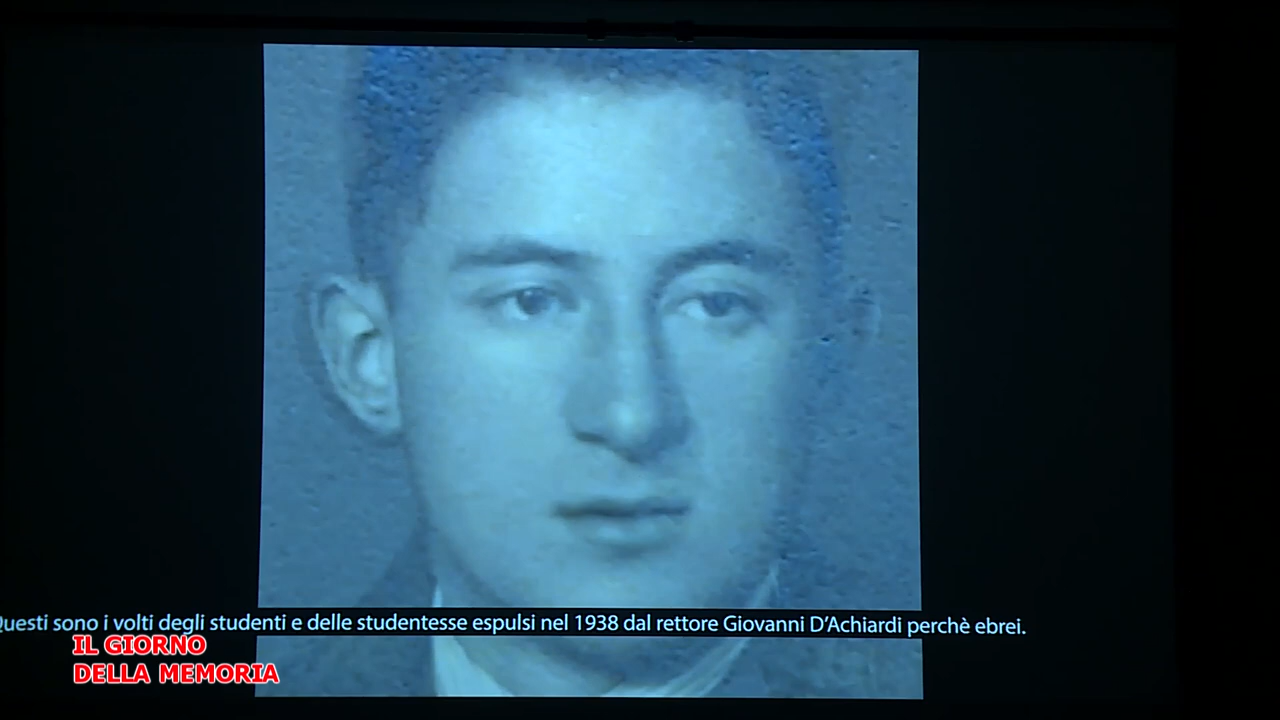 Questi sono i volti degli studenti e delle studentesse espulsi nel 1938 dal rettore Giovanni D'Achiardi perchè ebrei.
IL GIORNO
DELLA MEMORIA